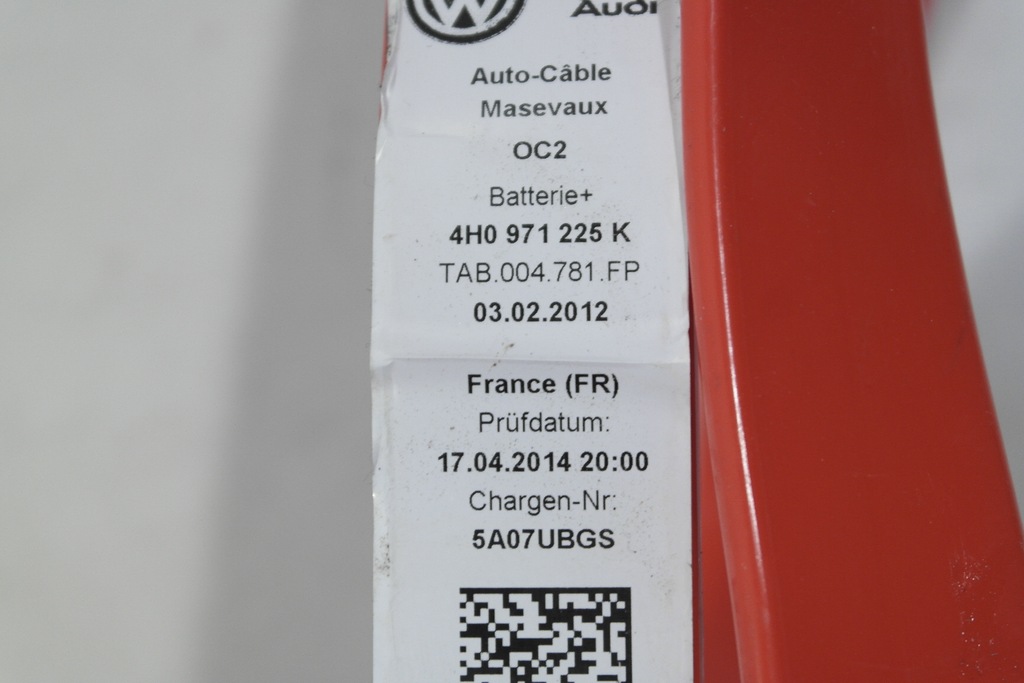 Audi
Auto-Câble
Masevaux
OC2
Batterie+
4H0 971 225 K
TAB.004.781.FP
03.02.2012
France (FR)
Prüfdatum:
17.04.2014 20:00
Chargen-Nr:
5A07UBGS